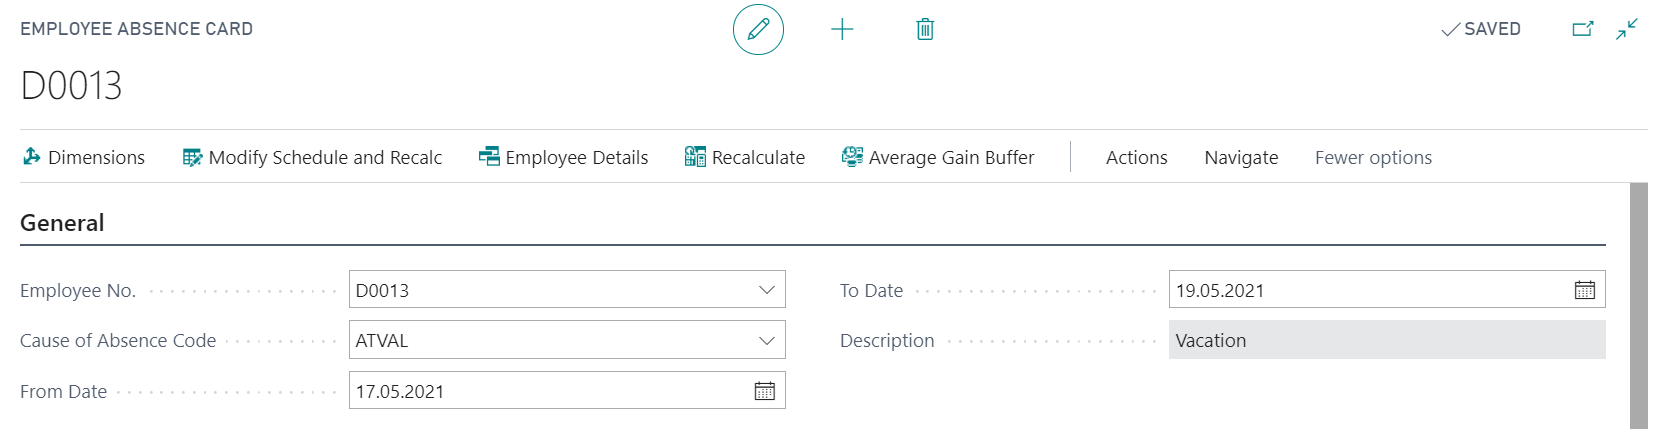 EMPLOYEE ABSENCE CARD
SAVED
D0013
Dimensions Modify Schedule and Recalc Employee Details Recalculate Average Gain Buffer Actions Navigate Fewer options
General
Employee No. D0013
To Date 19.05.2021
Cause of Absence Code ATVAL
Description Vacation
From Date 17.05.2021